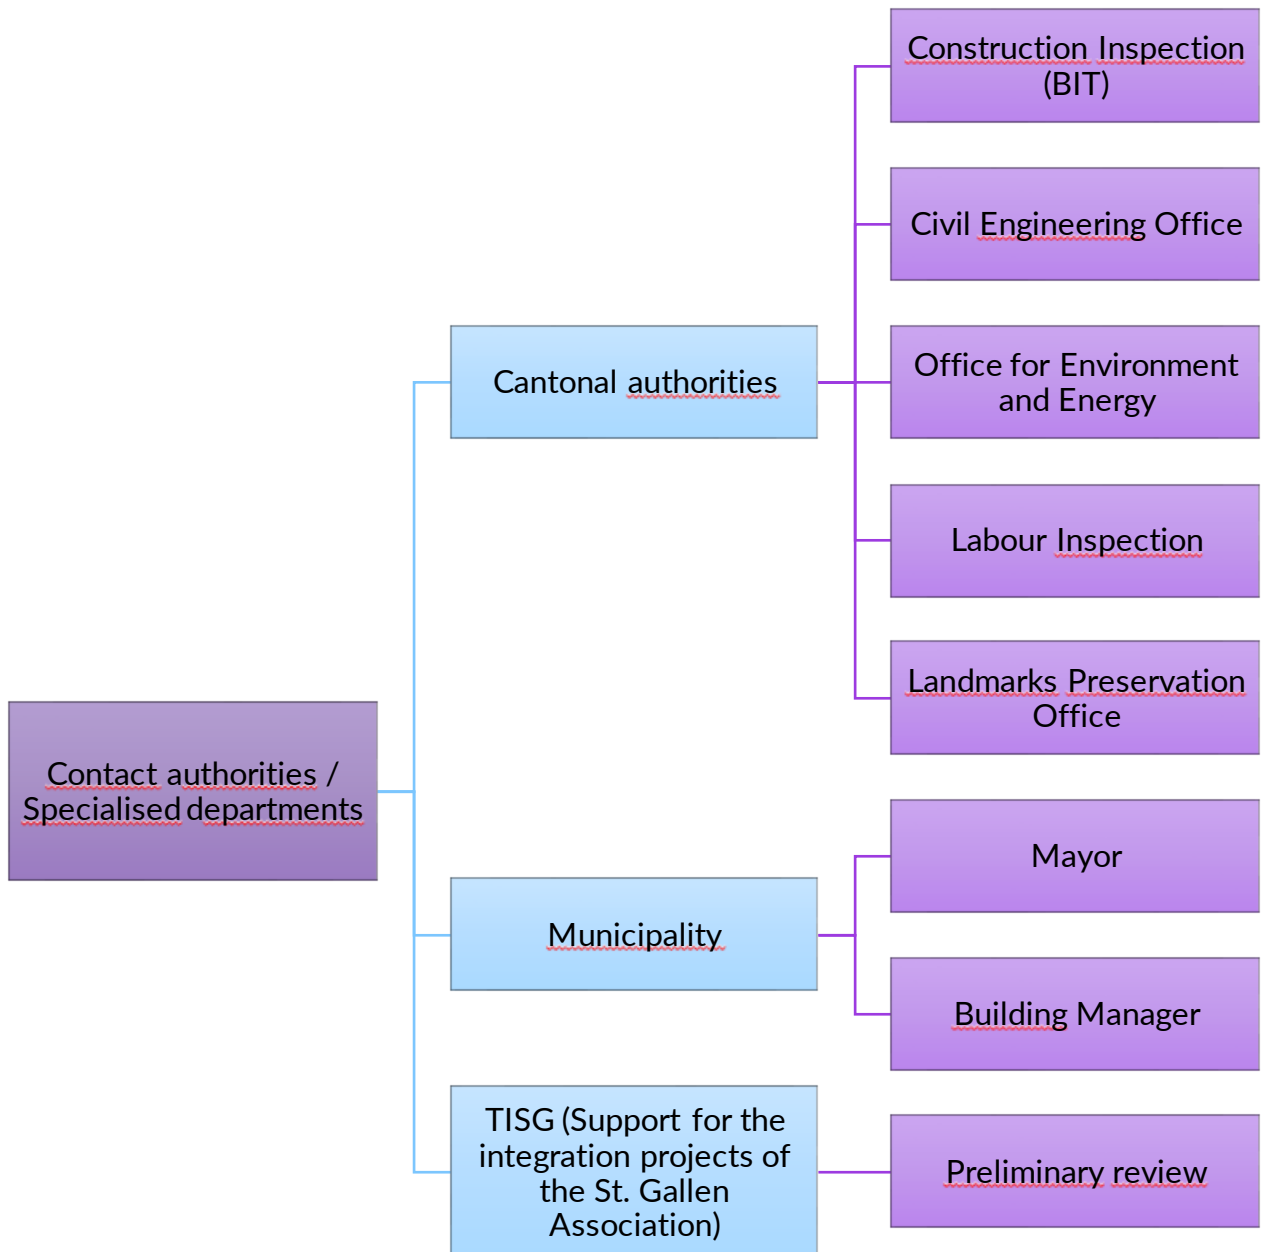 Construction Inspection
(BIT)
Civil Engineering Office
Cantonal authorities
Office for Environment
and Energy
Labour Inspection
Landmarks Preservation
Office
Contact authorities /
Specialised departments
Mayor
Municipality
Building Manager
TISG (Support for the
integration projects of
the St. Gallen
Association)
Preliminary review